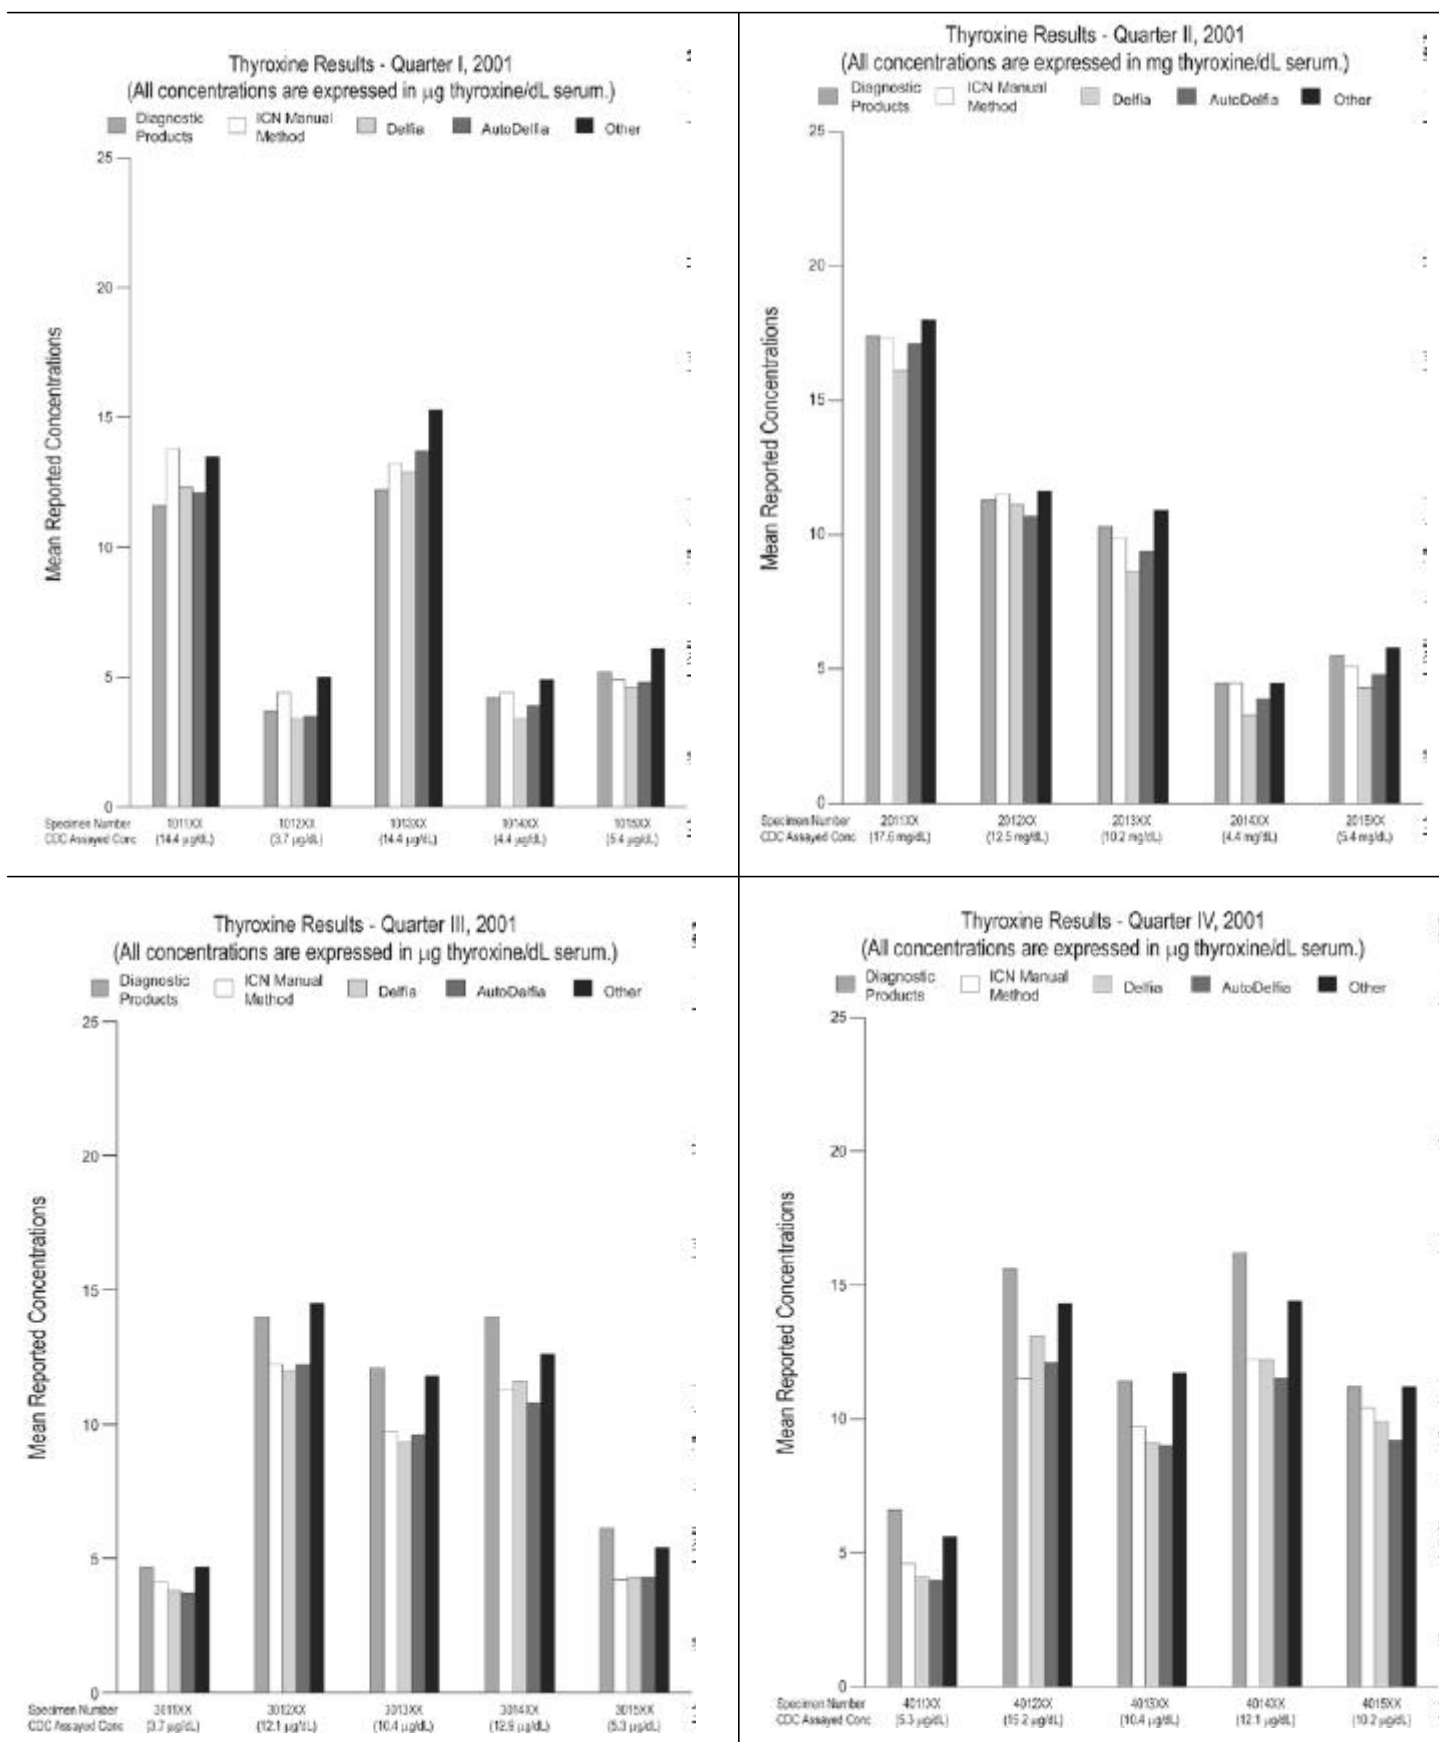 Thyroxine Results - Quarter I, 2001
(All concentrations are expressed in µg thyroxine/dL serum.)
Diagnostic Products
ICN Manual Method
Delfia
AutoDelfia
Other
Mean Reported Concentrations
25
20
15
10
5
0
Specimen Number 1011XX 1012XX 1013XX 1014XX 1015XX
CDC Assayed Conc (14.4 µg/dL) (3.7 µg/dL) (14.4 µg/dL) (4.4 µg/dL) (5.4 µg/dL)
Thyroxine Results - Quarter II, 2001
(All concentrations are expressed in mg thyroxine/dL serum.)
Diagnostic Products
ICN Manual Method
Delfia
AutoDelfia
Other
Mean Reported Concentrations
25
20
15
10
5
0
Specimen Number 2011XX 2012XX 2013XX 2014XX 2015XX
CDC Assayed Conc (17.6 mg/dL) (12.5 mg/dL) (10.2 mg/dL) (4.4 mg/dL) (5.4 mg/dL)
Thyroxine Results - Quarter III, 2001
(All concentrations are expressed in µg thyroxine/dL serum.)
Diagnostic Products
ICN Manual Method
Delfia
AutoDelfia
Other
Mean Reported Concentrations
25
20
15
10
5
0
Specimen Number 3011XX 3012XX 3013XX 3014XX 3015XX
CDC Assayed Conc (3.7 µg/dL) (12.1 µg/dL) (10.4 µg/dL) (12.9 µg/dL) (5.3 µg/dL)
Thyroxine Results - Quarter IV, 2001
(All concentrations are expressed in µg thyroxine/dL serum.)
Diagnostic Products
ICN Manual Method
Delfia
AutoDelfia
Other
Mean Reported Concentrations
25
20
15
10
5
0
Specimen Number 4011XX 4012XX 4013XX 4014XX 4015XX
CDC Assayed Conc (5.3 µg/dL) (15.2 µg/dL) (10.4 µg/dL) (12.1 µg/dL) (10.2 µg/dL)